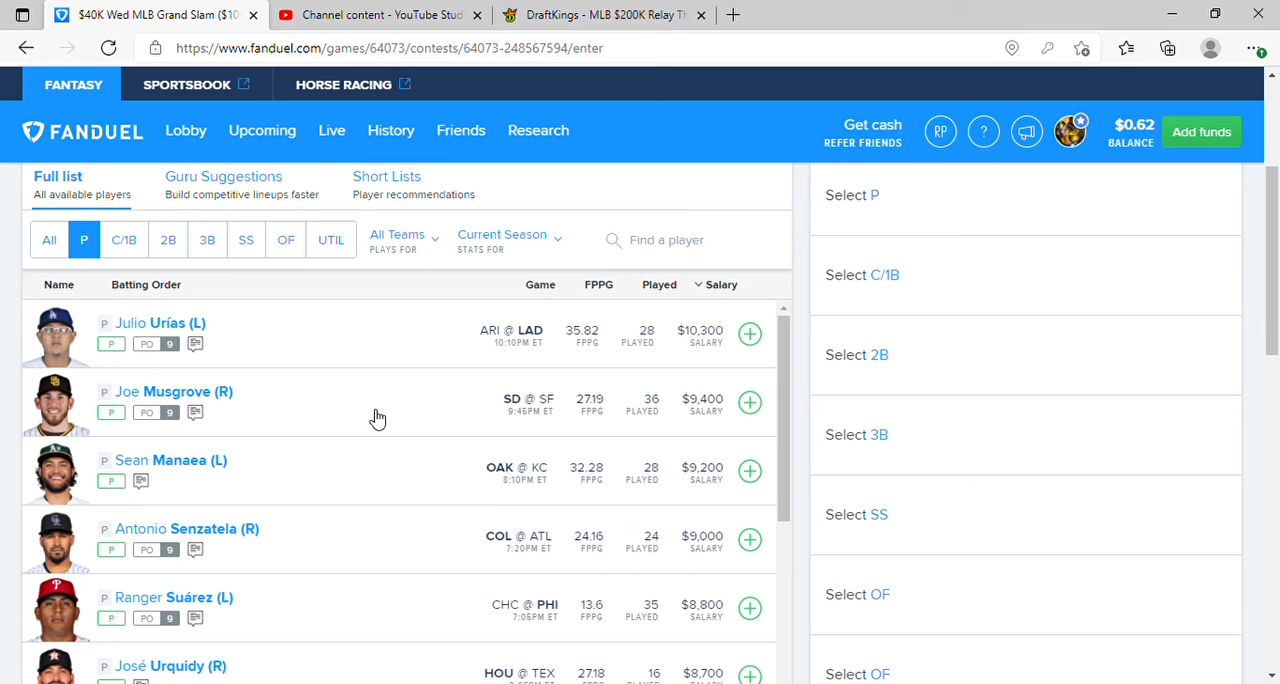 $40K Wed MLB Grand Slam ($10
Channel content - YouTube Stud
DraftKings - MLB $200K Relay Th
https://www.fanduel.com/games/64073/contests/64073-248567594/enter
FANTASY
SPORTSBOOK
HORSE RACING
FANDUEL
Lobby
Upcoming
Live
History
Friends
Research
Get cash
REFER FRIENDS
RP
?
$0.62
BALANCE
Add funds
Full list
All available players
Guru Suggestions
Build competitive lineups faster
Short Lists
Player recommendations
All
P
C/1B
2B
3B
SS
OF
UTIL
All Teams
PLAYS FOR
Current Season
STATS FOR
Find a player
Name
Batting Order
Game
FPPG
Played
Salary
P Julio Urías (L)
P
PO 9
ARI @ LAD
10:10PM ET
35.82
FPPG
28
PLAYED
$10,300
SALARY
P Joe Musgrove (R)
P
PO 9
SD @ SF
9:45PM ET
27.19
FPPG
36
PLAYED
$9,400
SALARY
P Sean Manaea (L)
P
OAK @ KC
8:10PM ET
32.28
FPPG
28
PLAYED
$9,200
SALARY
P Antonio Senzatela (R)
P
PO 9
COL @ ATL
7:20PM ET
24.16
FPPG
24
PLAYED
$9,000
SALARY
P Ranger Suárez (L)
P
PO 9
CHC @ PHI
7:05PM ET
13.6
FPPG
35
PLAYED
$8,800
SALARY
P José Urquidy (R)
HOU @ TEX
27.18
16
$8,700
Select P
Select C/1B
Select 2B
Select 3B
Select SS
Select OF
Select OF